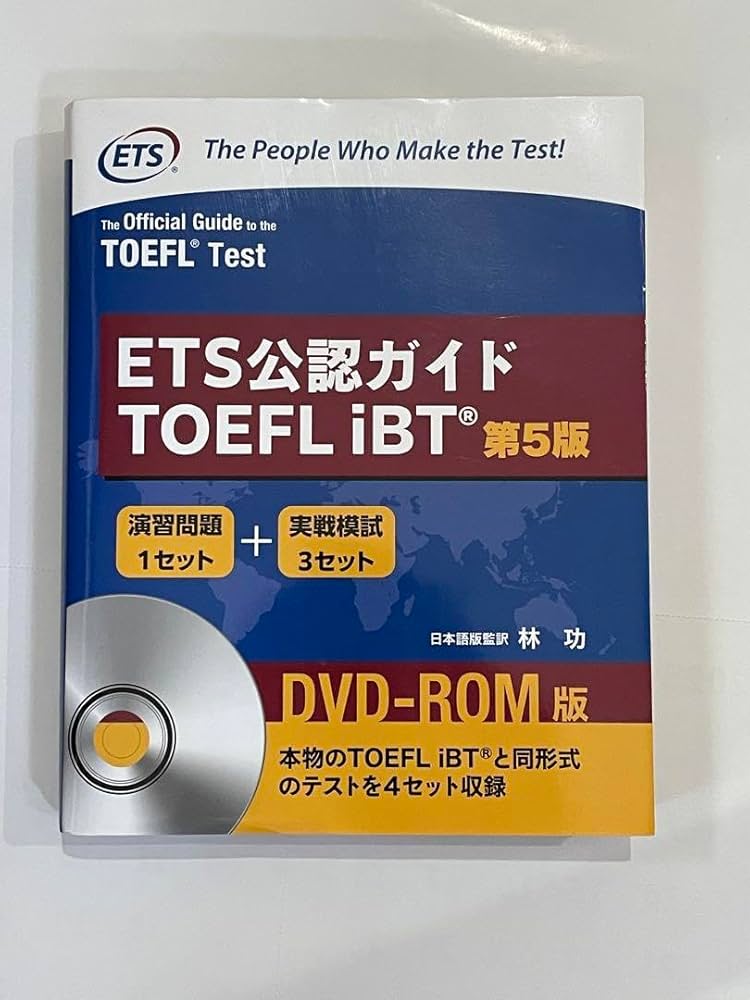 ETS®
The People Who Make the Test!
The Official Guide to the
TOEFL® Test
ETS公認ガイド
TOEFL iBT® 第5版
演習問題
1セット
+
実戦模試
3セット
日本語版監訳 林 功
DVD-ROM 版
本物のTOEFL iBT®と同形式
のテストを4セット収録